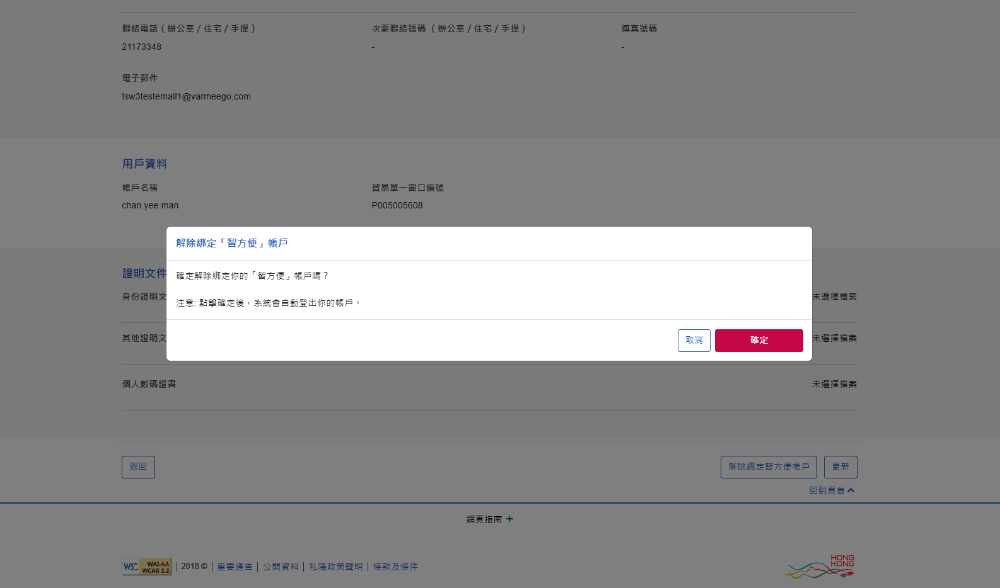 聯絡電話 ( 辦公室 / 住宅 / 手提 )
次要聯絡號碼 ( 辦公室 / 住宅 / 手提 )
傳真號碼
21173348
-
-
電子郵件
tsw3testemail1@varmeego.com
用戶資料
帳戶名稱
貿易單一窗口編號
chan.yee.man
P005005608
解除綁定「智方便」帳戶
確定解除綁定你的「智方便」帳戶嗎？
注意: 點擊確定後，系統會自動登出你的帳戶。
取消
確定
證明文件
身份證明文
未選擇檔案
其他證明文
未選擇檔案
個人數碼證書
未選擇檔案
返回
解除綁定智方便帳戶
更新
回到頁首
網頁指南 +
W3C WAI-AA WCAG 2.2 | 2018 © | 重要通告 | 公開資料 | 私隱政策聲明 | 條款及條件
HONG KONG